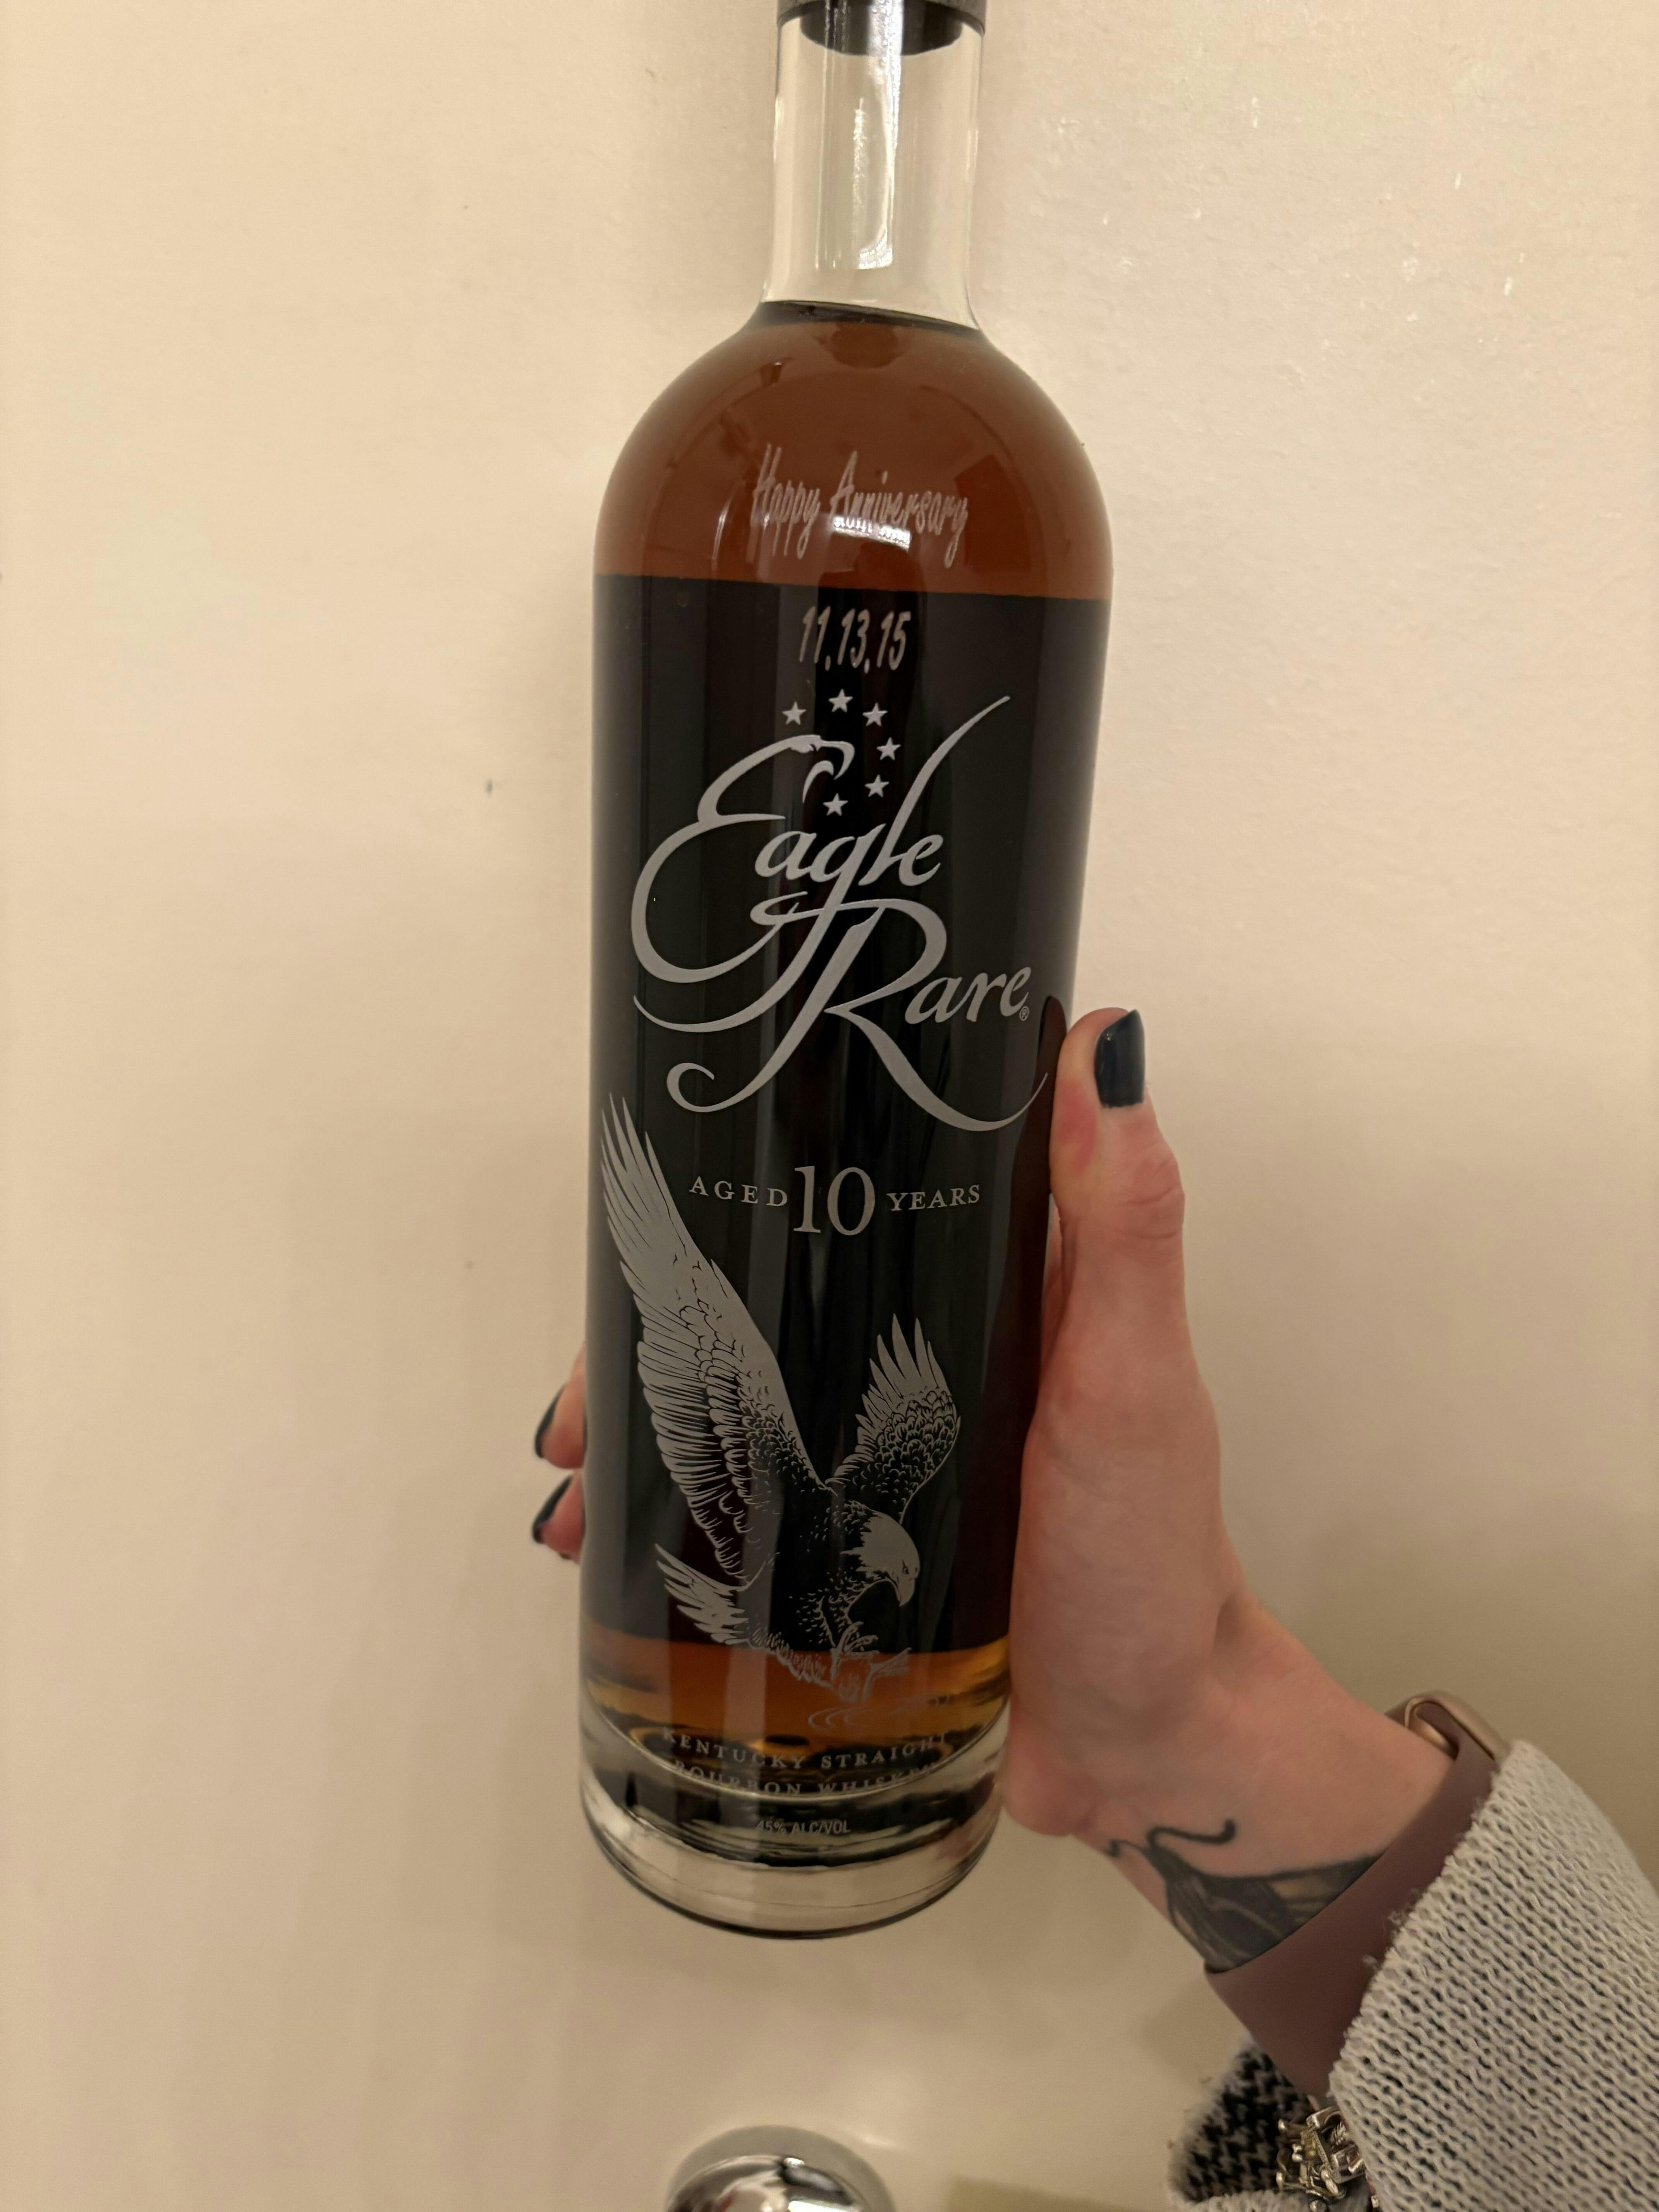 Happy Anniversary
11.13.15
Eagle
Rare®
AGED 10 YEARS
KENTUCKY STRAIGHT
BOURBON WHISKEY
45% ALC/VOL